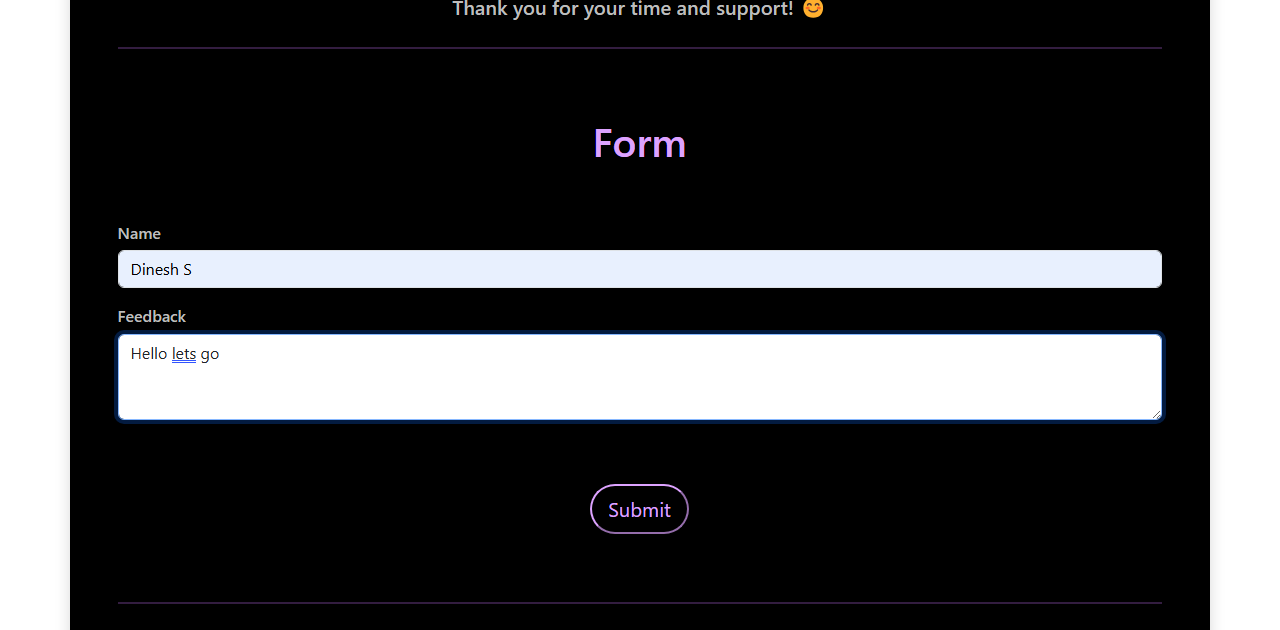 Thank you for your time and support! 😊
Form
Name
Dinesh S
Feedback
Hello lets go
Submit